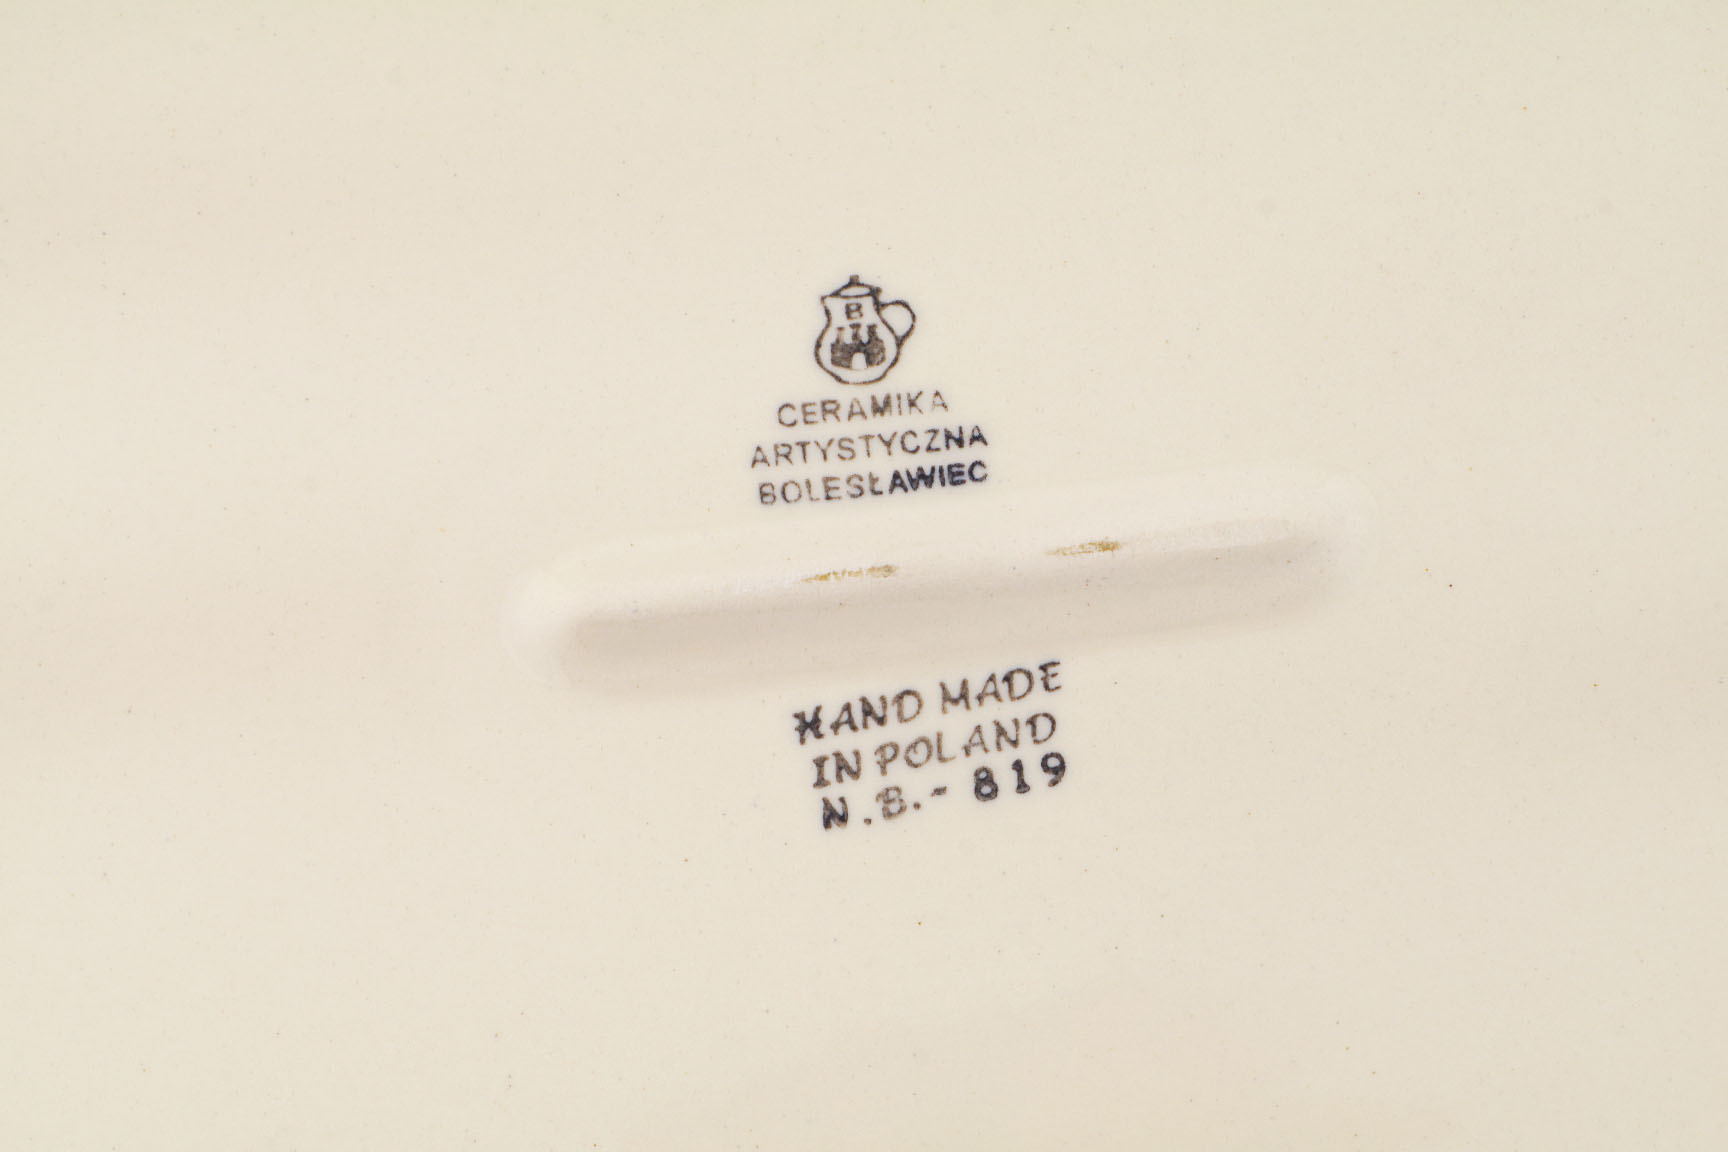 B
CERAMIKA
ARTYSTYCZNA
BOLESŁAWIEC
HAND MADE
IN POLAND
N.B.- 819